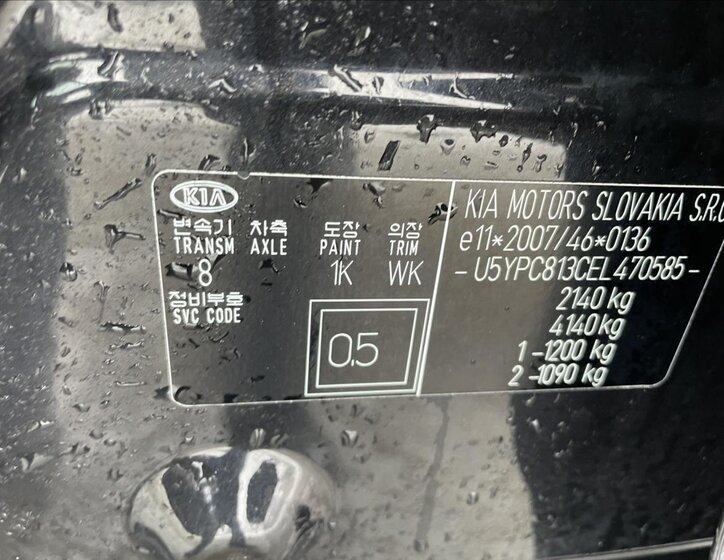 KIA
변속기 차축 도장 의장
TRANSM AXLE PAINT TRIM
8 1K WK
정비부호
SVC CODE
0.5
KIA MOTORS SLOVAKIA S.R.
e11*2007/46*0136
-U5YPC813CEL470585-
2140 kg
4140 kg
1 -1200 kg
2 -1090 kg